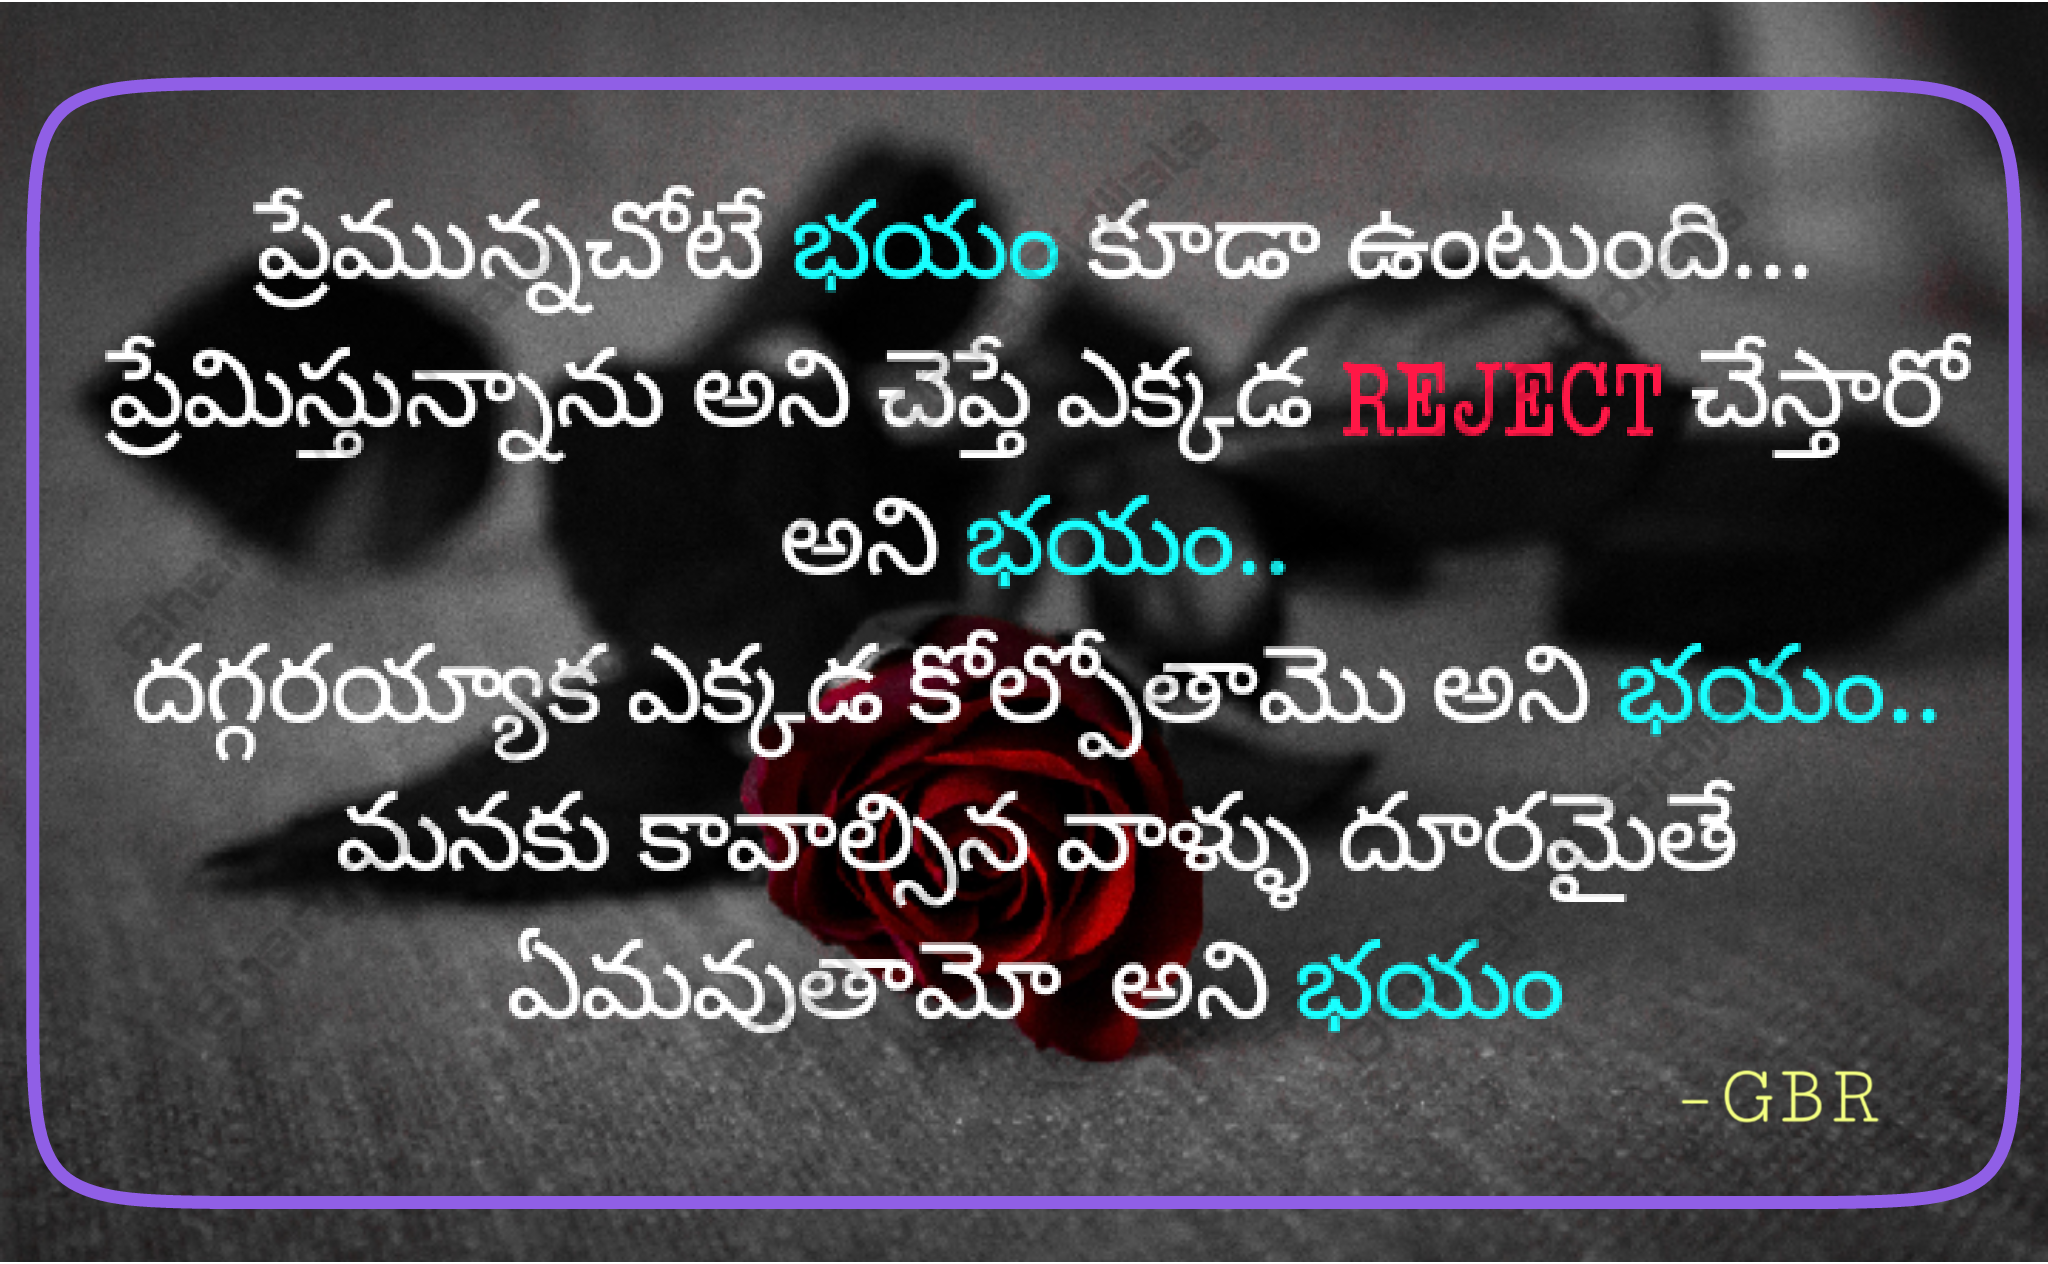 ప్రేమున్నచోటే భయం కూడా ఉంటుంది...
ప్రేమిస్తున్నాను అని చెప్తే ఎక్కడ REJECT చేస్తారో
అని భయం..
దగ్గరయ్యాక ఎక్కడ కోల్పోతామొ అని భయం..
మనకు కావాల్సిన వాళ్ళు దూరమైతే
ఏమవుతామో అని భయం
-GBR